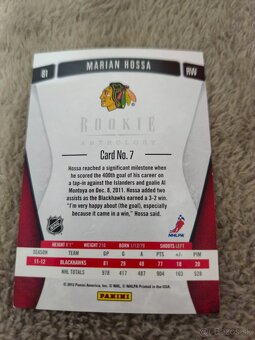 81
MARIAN HOSSA
RW
ROOKIE
ANTHOLOGY
Card No. 7
Hossa reached a significant milestone when
he scored the 400th goal of his career on
a tap-in against the Islanders and goalie Al
Montoya on Dec. 8, 2011. Hossa added two
assists as the Blackhawks earned a 3-2 win.
"I'm very happy about (the goal), especially
because it came in a win," Hossa said.
NHL
NHLPA
HEIGHT 6'1" WEIGHT 210 BORN 1/12/79 SHOOTS LEFT
SEASON TEAM GP G A PTS +/- PIM
11-12 BLACKHAWKS 81 29 48 77 18 20
NHL TOTALS 978 417 487 904 163 528
© 2012 Panini America, Inc. © NHL. © NHLPA Printed in the USA.
PANINI